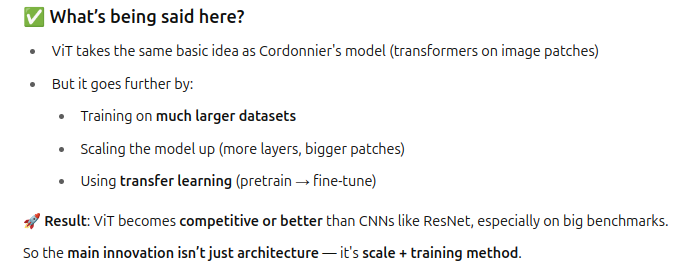 ✅ What's being said here?
• ViT takes the same basic idea as Cordonnier's model (transformers on image patches)
• But it goes further by:
• Training on much larger datasets
• Scaling the model up (more layers, bigger patches)
• Using transfer learning (pretrain → fine-tune)
🚀 Result: ViT becomes competitive or better than CNNs like ResNet, especially on big benchmarks.
So the main innovation isn't just architecture — it's scale + training method.